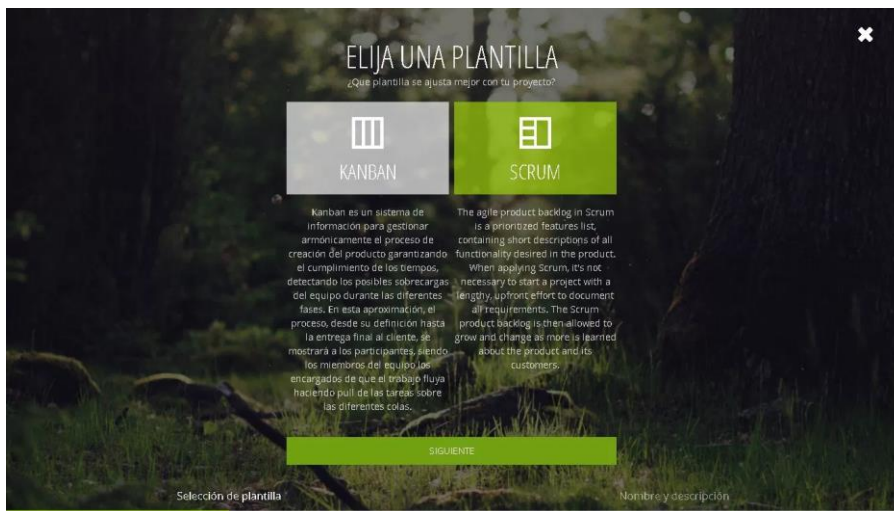 ELIJA UNA PLANTILLA
¿Que plantilla se ajusta mejor con tu proyecto?
KANBAN
Kanban es un sistema de
información para gestionar
armónicamente el proceso de
creación del producto garantizando
el cumplimiento de los tiempos,
detectando los posibles sobrecargas
del equipo durante las diferentes
fases. En esta aproximación, el
proceso, desde su definición hasta
la entrega final al cliente, se
mostrará a los participantes, siendo
los miembros del equipo los
encargados de que el trabajo fluya
haciendo pull de las tareas sobre
las diferentes colas.
SCRUM
The agile product backlog in Scrum
is a prioritized features list,
containing short descriptions of all
functionality desired in the product.
When applying Scrum, it's not
necessary to start a project with a
lengthy, upfront effort to document
all requirements. The Scrum
product backlog is then allowed to
grow and change as more is learned
about the product and its
customers.
SIGUIENTE
Selección de plantilla
Nombre y descripción